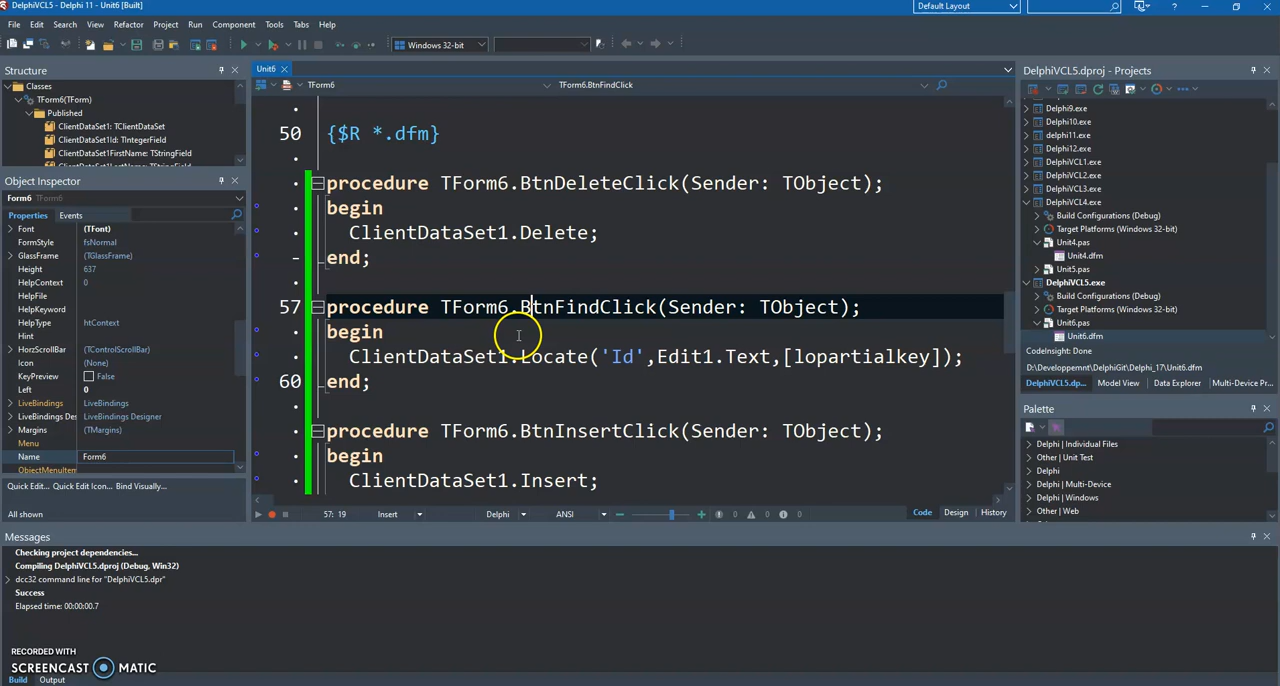 DelphiVCL5 - Delphi 11 - Unit6 [Built]
Default Layout
File Edit Search View Refactor Project Run Component Tools Tabs Help
Windows 32-bit
Structure
Classes
TForm6(TForm)
Published
ClientDataSet1: TClientDataSet
ClientDataSet1Id: TIntegerField
ClientDataSet1FirstName: TStringField
Object Inspector
Form6 TForm6
Properties Events
Font (TFont)
FormStyle fsNormal
GlassFrame (TGlassFrame)
Height 637
HelpContext 0
HelpFile
HelpKeyword
HelpType htContext
HorzScrollBar (TControlScrollBar)
Icon (None)
KeyPreview False
Left 0
LiveBindings LiveBindings
LiveBindings Des LiveBindings Designer
Margins (TMargins)
Menu
Name Form6
ObjectMenuItem
Quick Edit... Quick Edit Icon... Bind Visually...
All shown
Unit6
TForm6 TForm6.BtnFindClick
50 {$R *.dfm}
procedure TForm6.BtnDeleteClick(Sender: TObject);
begin
ClientDataSet1.Delete;
end;
57 procedure TForm6.BtnFindClick(Sender: TObject);
begin
ClientDataSet1.Locate('Id',Edit1.Text,[lopartialkey]);
60 end;
procedure TForm6.BtnInsertClick(Sender: TObject);
begin
ClientDataSet1.Insert;
57: 19 Insert Delphi ANSI 0 0 0 Code Design History
DelphiVCL5.dproj - Projects
Delphi9.exe
Delphi10.exe
delphi11.exe
Delphi12.exe
DelphiVCL1.exe
DelphiVCL2.exe
DelphiVCL3.exe
DelphiVCL4.exe
Build Configurations (Debug)
Target Platforms (Windows 32-bit)
Unit4.pas
Unit4.dfm
Unit5.pas
DelphiVCL5.exe
Build Configurations (Debug)
Target Platforms (Windows 32-bit)
Unit6.pas
Unit6.dfm
CodeInsight: Done
D:\Developpemnt\DelphiGit\Delphi_17\Unit6.dfm
DelphiVCL5.dp... Model View Data Explorer Multi-Device Pr...
Palette
Delphi | Individual Files
Other | Unit Test
Delphi
Delphi | Multi-Device
Delphi | Windows
Other | Web
Messages
Checking project dependencies...
Compiling DelphiVCL5.dproj (Debug, Win32)
dcc32 command line for "DelphiVCL5.dpr"
Success
Elapsed time: 00:00:00.7
RECORDED WITH
SCREENCAST MATIC
Build Output